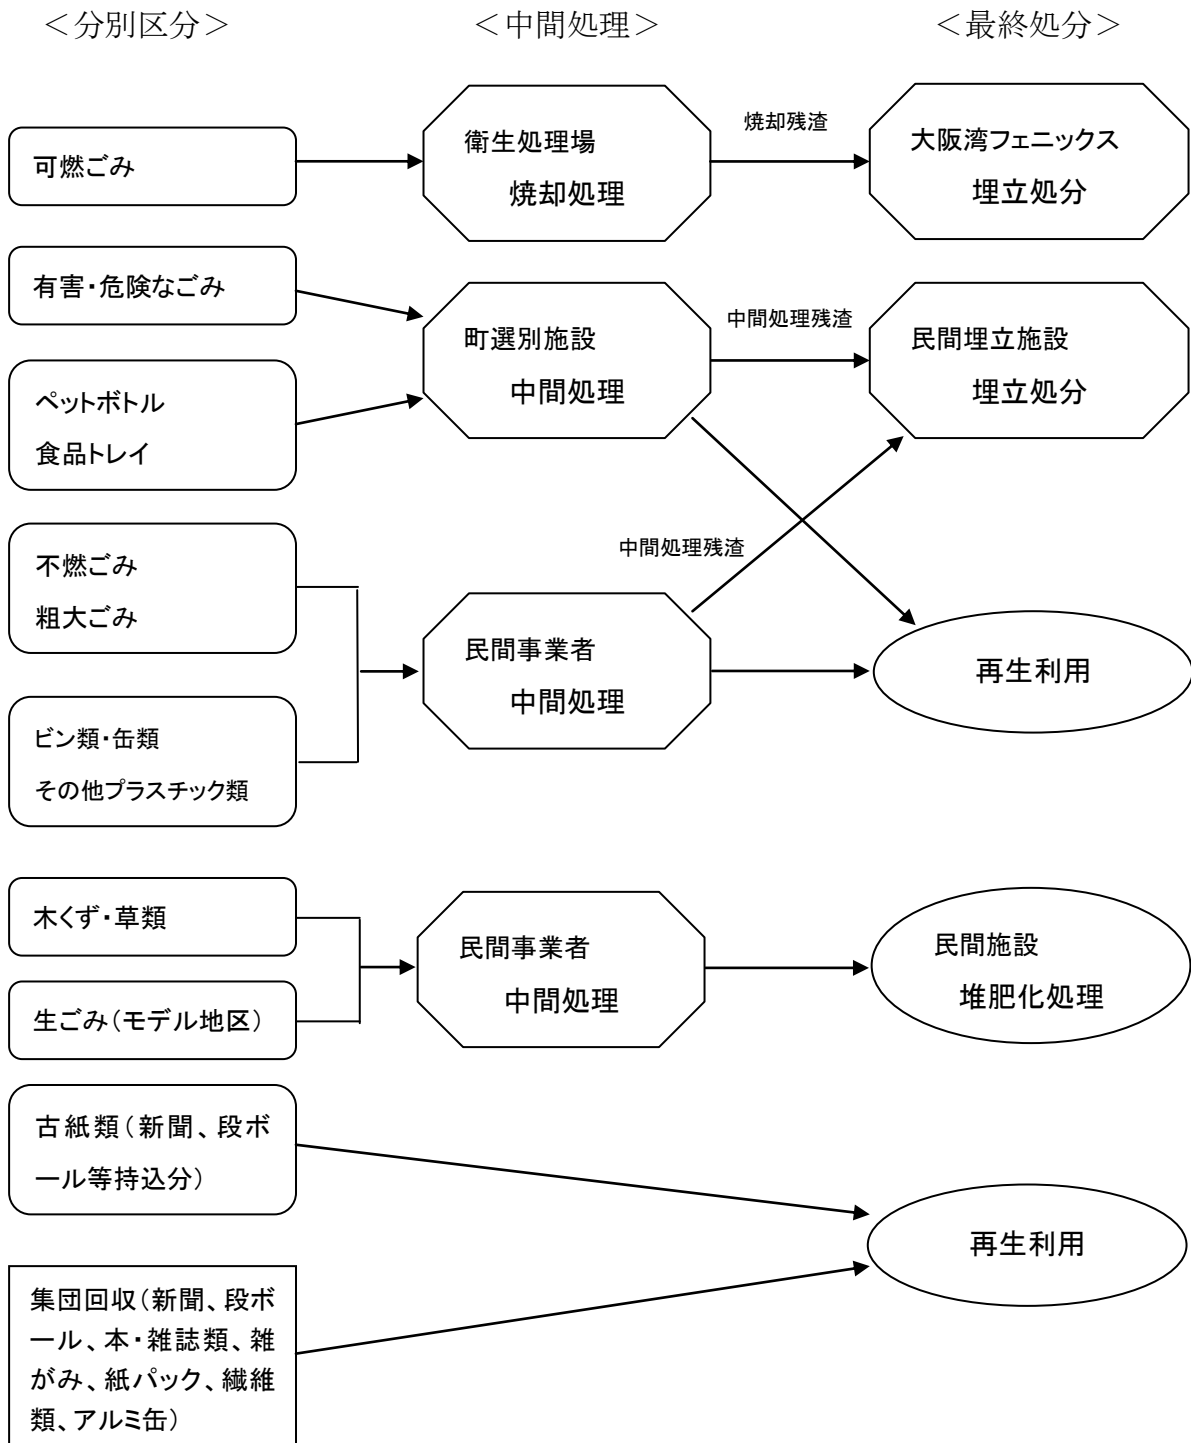 ＜分別区分＞
＜中間処理＞
＜最終処分＞
可燃ごみ
衛生処理場
焼却処理
焼却残渣
大阪湾フェニックス
埋立処分
有害・危険なごみ
ペットボトル
食品トレイ
町選別施設
中間処理
中間処理残渣
民間埋立施設
埋立処分
不燃ごみ
粗大ごみ
ビン類・缶類
その他プラスチック類
中間処理残渣
民間事業者
中間処理
再生利用
木くず・草類
生ごみ（モデル地区）
民間事業者
中間処理
民間施設
堆肥化処理
古紙類（新聞、段ボ
ール等持込分）
集団回収（新聞、段ボ
ール、本・雑誌類、雑
がみ、紙パック、繊維
類、アルミ缶）
再生利用